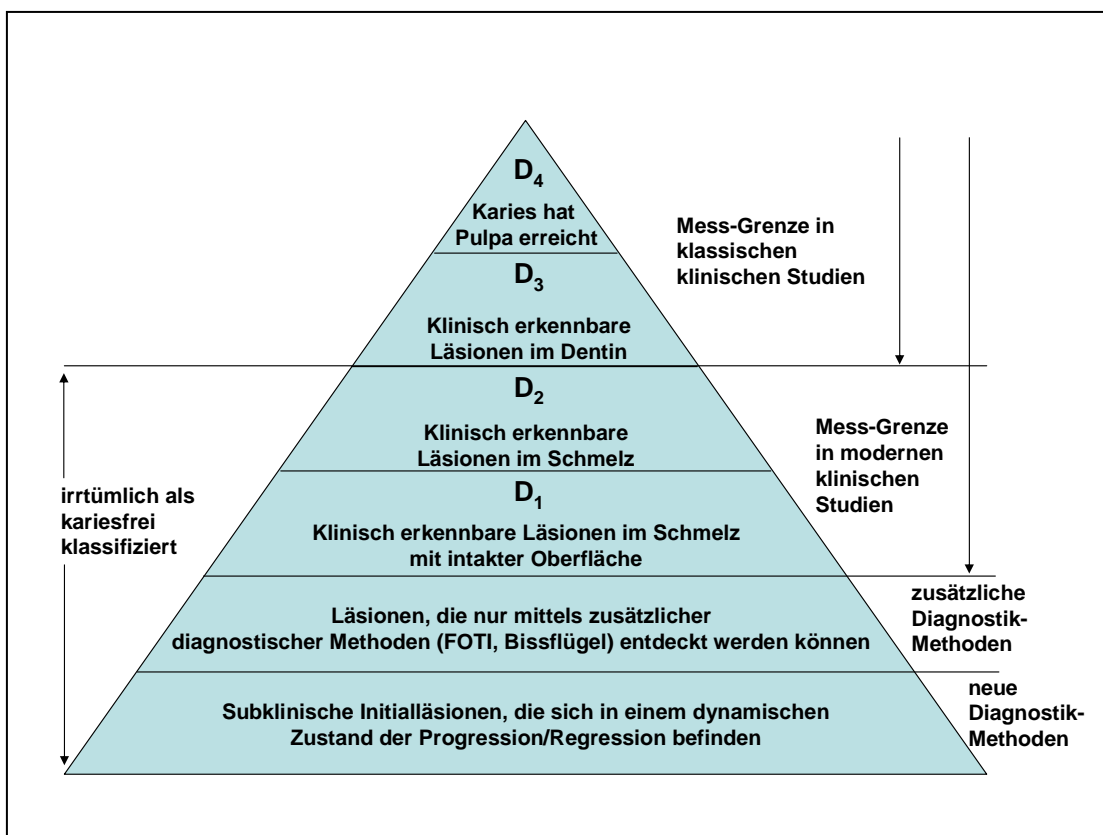 D4
Karies hat
Pulpa erreicht
D3
Klinisch erkennbare
Läsionen im Dentin
D2
Klinisch erkennbare
Läsionen im Schmelz
D1
Klinisch erkennbare Läsionen im Schmelz
mit intakter Oberfläche
Läsionen, die nur mittels zusätzlicher
diagnostischer Methoden (FOTI, Bissflügel) entdeckt werden können
Subklinische Initialläsionen, die sich in einem dynamischen
Zustand der Progression/Regression befinden
irrtümlich als
kariesfrei
klassifiziert
Mess-Grenze in
klassischen
klinischen Studien
Mess-Grenze
in modernen
klinischen
Studien
zusätzliche
Diagnostik-
Methoden
neue
Diagnostik-
Methoden